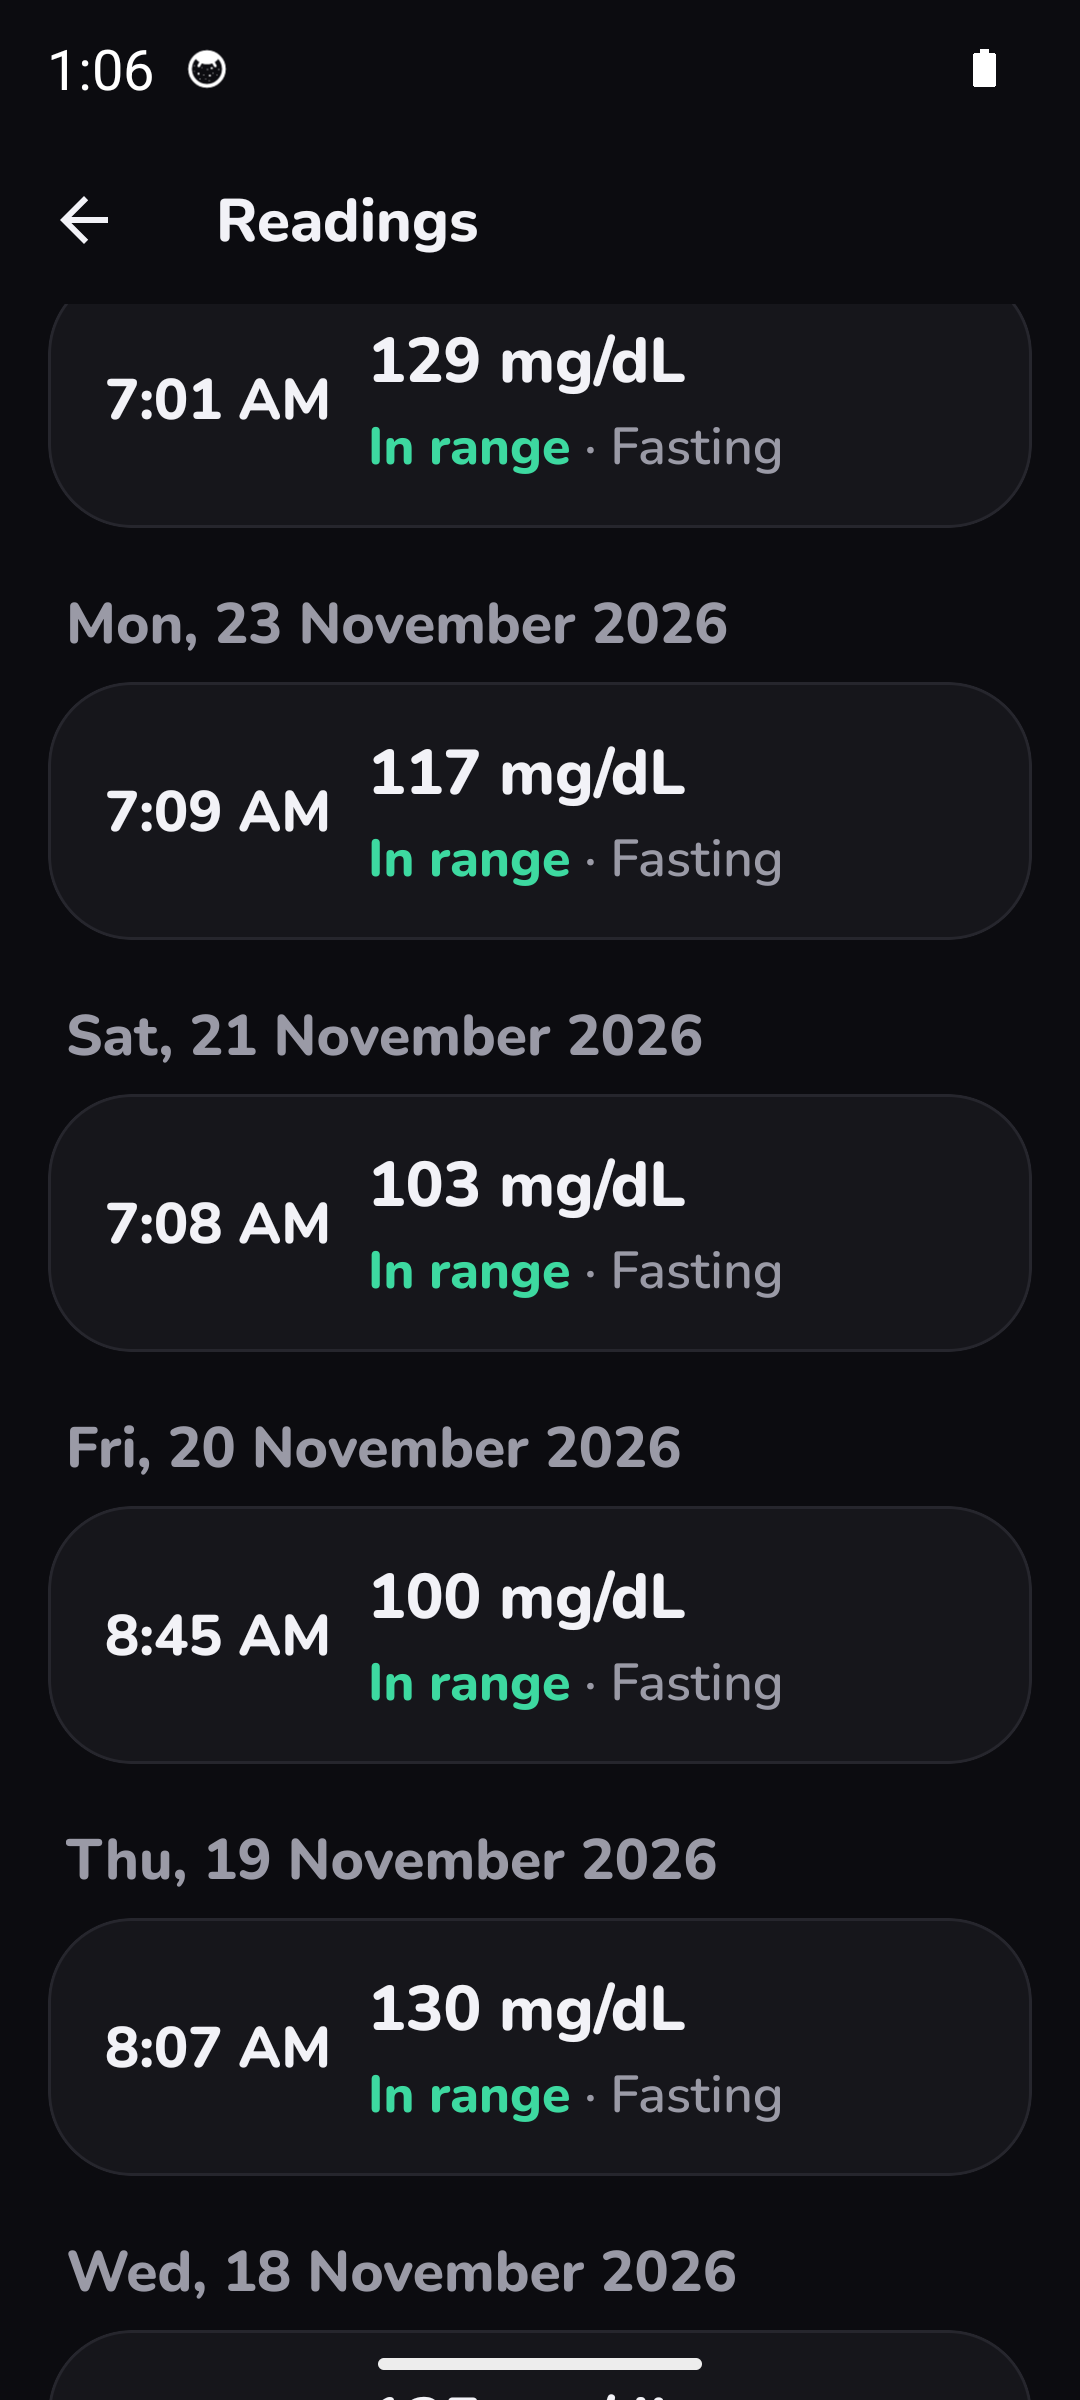 1:06
Readings
129 mg/dL
7:01 AM
In range · Fasting
Mon, 23 November 2026
117 mg/dL
7:09 AM
In range · Fasting
Sat, 21 November 2026
103 mg/dL
7:08 AM
In range · Fasting
Fri, 20 November 2026
100 mg/dL
8:45 AM
In range · Fasting
Thu, 19 November 2026
130 mg/dL
8:07 AM
In range · Fasting
Wed, 18 November 2026